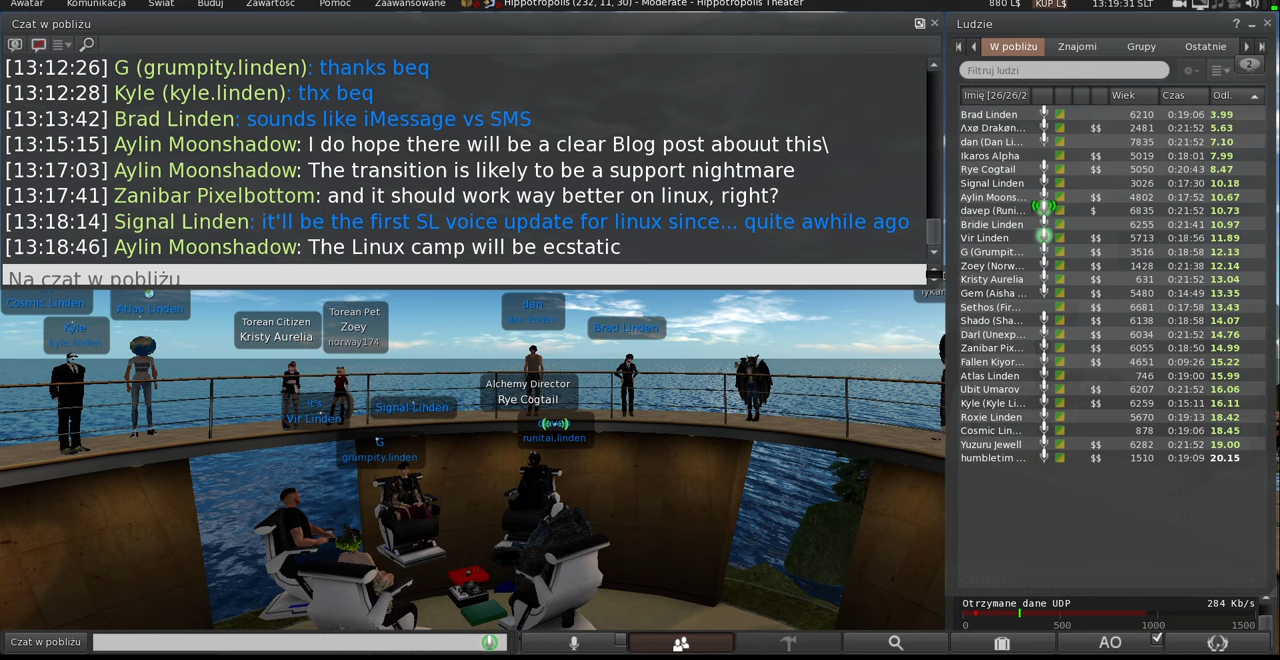 Awatar Komunikacja Świat Buduj Zawartość Pomoc Zaawansowane Hippotropolis (232, 11, 30) - Moderate - Hippotropolis Theater 880 L$ KUP L$ 13:19:31 SLT
Czat w pobliżu
[13:12:26] G (grumpity.linden): thanks beq
[13:12:28] Kyle (kyle.linden): thx beq
[13:13:42] Brad Linden: sounds like iMessage vs SMS
[13:15:15] Aylin Moonshadow: I do hope there will be a clear Blog post abouut this\
[13:17:03] Aylin Moonshadow: The transition is likely to be a support nightmare
[13:17:41] Zanibar Pixelbottom: and it should work way better on linux, right?
[13:18:14] Signal Linden: it'll be the first SL voice update for linux since... quite awhile ago
[13:18:46] Aylin Moonshadow: The Linux camp will be ecstatic
Na czat w pobliżu
Cosmic Linden
Atlas Linden
Kyle
kyle.linden
Torean Citizen
Kristy Aurelia
Torean Pet
Zoey
norway174
dan
dan.linden
Brad Linden
Alchemy Director
Rye Cogtail
it's
Vir Linden
Signal Linden
runitai.linden
G
grumpity.linden
Czat w pobliżu
AO
Ludzie
W pobliżu Znajomi Grupy Ostatnie
Filtruj ludzi
2
Imię [26/26/2 Wiek Czas Odl.
Brad Linden 6210 0:19:06 3.99
Λxσ Drakøn... $$ 2481 0:21:52 5.63
dan (Dan Li... 7835 0:21:52 7.10
Ikaros Alpha $$ 5019 0:18:01 7.99
Rye Cogtail $$ 5050 0:20:43 8.47
Signal Linden 3026 0:17:30 10.18
Aylin Moons... $$ 4802 0:17:52 10.67
davep (Runi... $ 6835 0:21:52 10.73
Bridie Linden 6255 0:21:41 10.97
Vir Linden $$ 5713 0:18:56 11.89
G (Grumpit... $$ 3516 0:18:58 12.13
Zoey (Norw... $$ 1428 0:21:38 12.14
Kristy Aurelia $$ 631 0:21:52 13.04
Gem (Aisha ... $$ 5480 0:14:49 13.35
Sethos (Fir... $$ 6681 0:17:58 13.43
Shado (Sha... $$ 6138 0:18:58 14.07
Darl (Unexp... $$ 6034 0:21:52 14.76
Zanibar Pix... $$ 6055 0:18:50 14.99
Fallen Kiyor... $$ 4651 0:09:26 15.22
Atlas Linden 746 0:19:00 15.99
Ubit Umarov $$ 6207 0:21:52 16.06
Kyle (Kyle Li... $$ 6259 0:15:11 16.11
Roxie Linden 5670 0:19:13 18.42
Cosmic Lin... 878 0:19:06 18.45
Yuzuru Jewell $$ 6282 0:21:52 19.00
humbletim ... $$ 1510 0:19:09 20.15
Otrzymane dane UDP 284 Kb/s
0 500 1000 1500